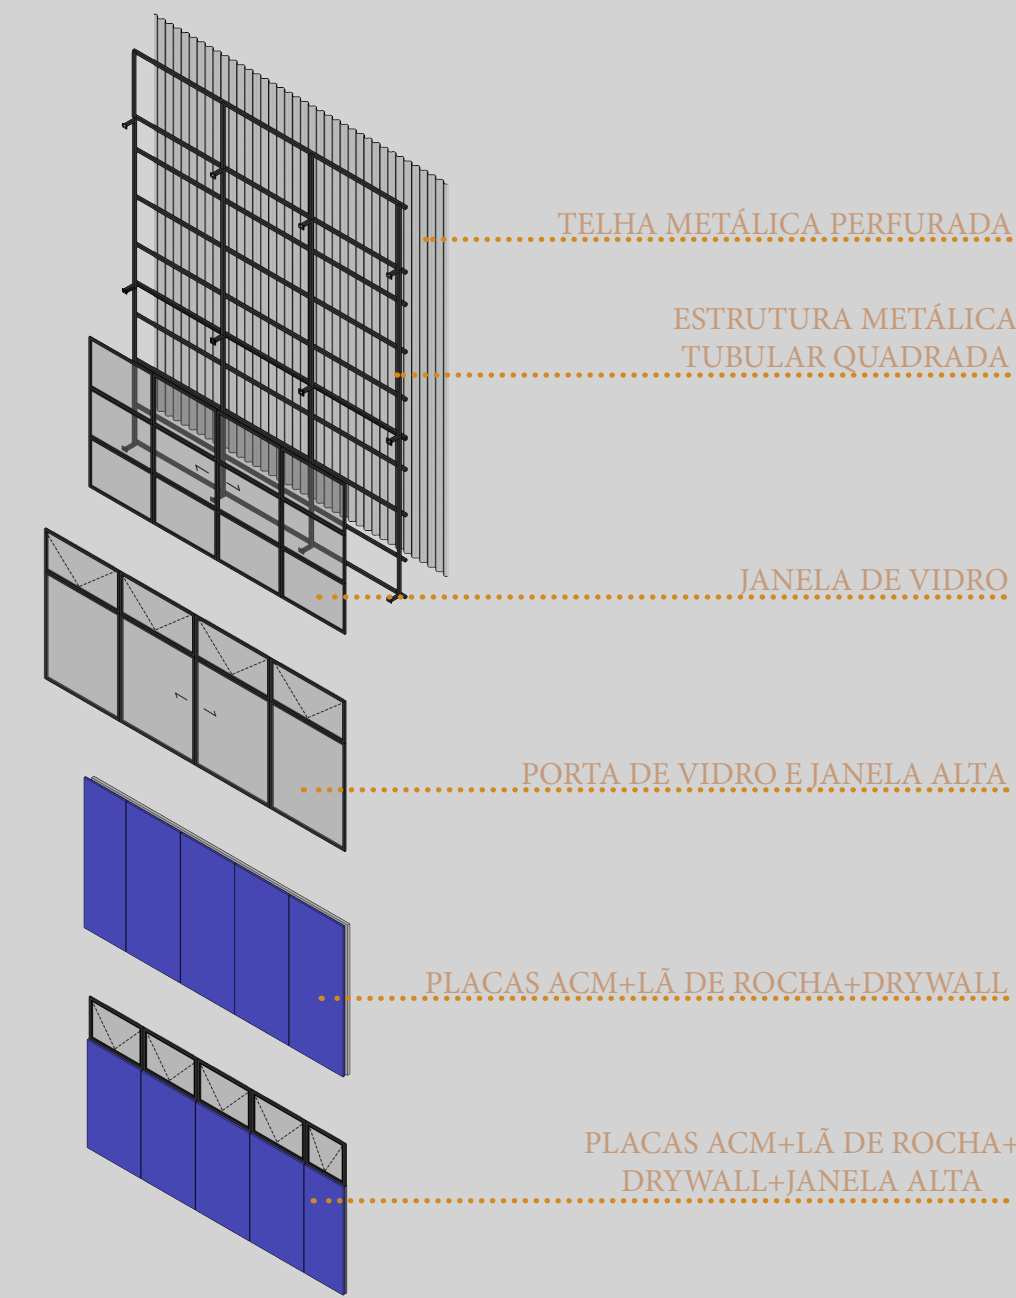 TELHA METÁLICA PERFURADA
ESTRUTURA METÁLICA
TUBULAR QUADRADA
JANELA DE VIDRO
PORTA DE VIDRO E JANELA ALTA
PLACAS ACM+LÃ DE ROCHA+DRYWALL
PLACAS ACM+LÃ DE ROCHA+
DRYWALL+JANELA ALTA